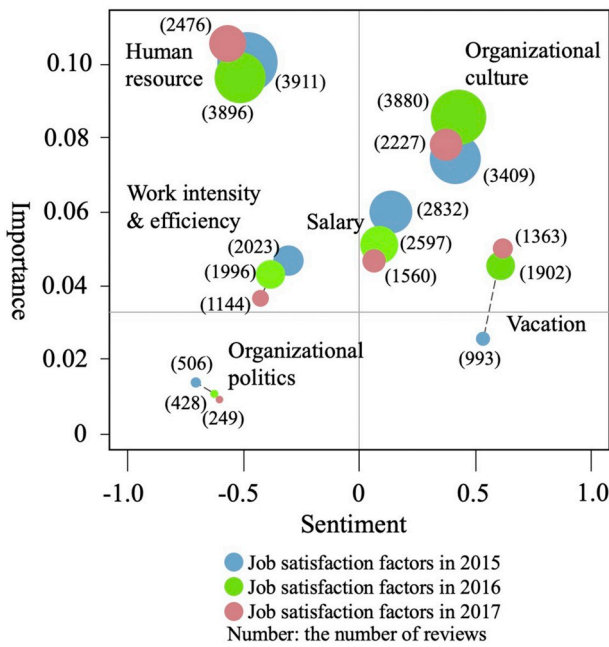 (2476)
Human
resource
(3911)
(3896)
Organizational
culture
(3880)
(2227)
(3409)
Work intensity
& efficiency
(2023)
(1996)
(1144)
Salary
(2832)
(2597)
(1560)
(1363)
(1902)
Vacation
(993)
Organizational
politics
(506)
(428)
(249)
Importance
0.10
0.08
0.06
0.04
0.02
0
-1.0
-0.5
0
0.5
1.0
Sentiment
Job satisfaction factors in 2015
Job satisfaction factors in 2016
Job satisfaction factors in 2017
Number: the number of reviews